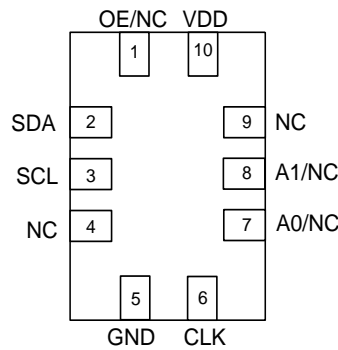 OE/NC VDD
1 10
SDA 2 9 NC
SCL 3 8 A1/NC
NC 4 7 A0/NC
5 6
GND CLK